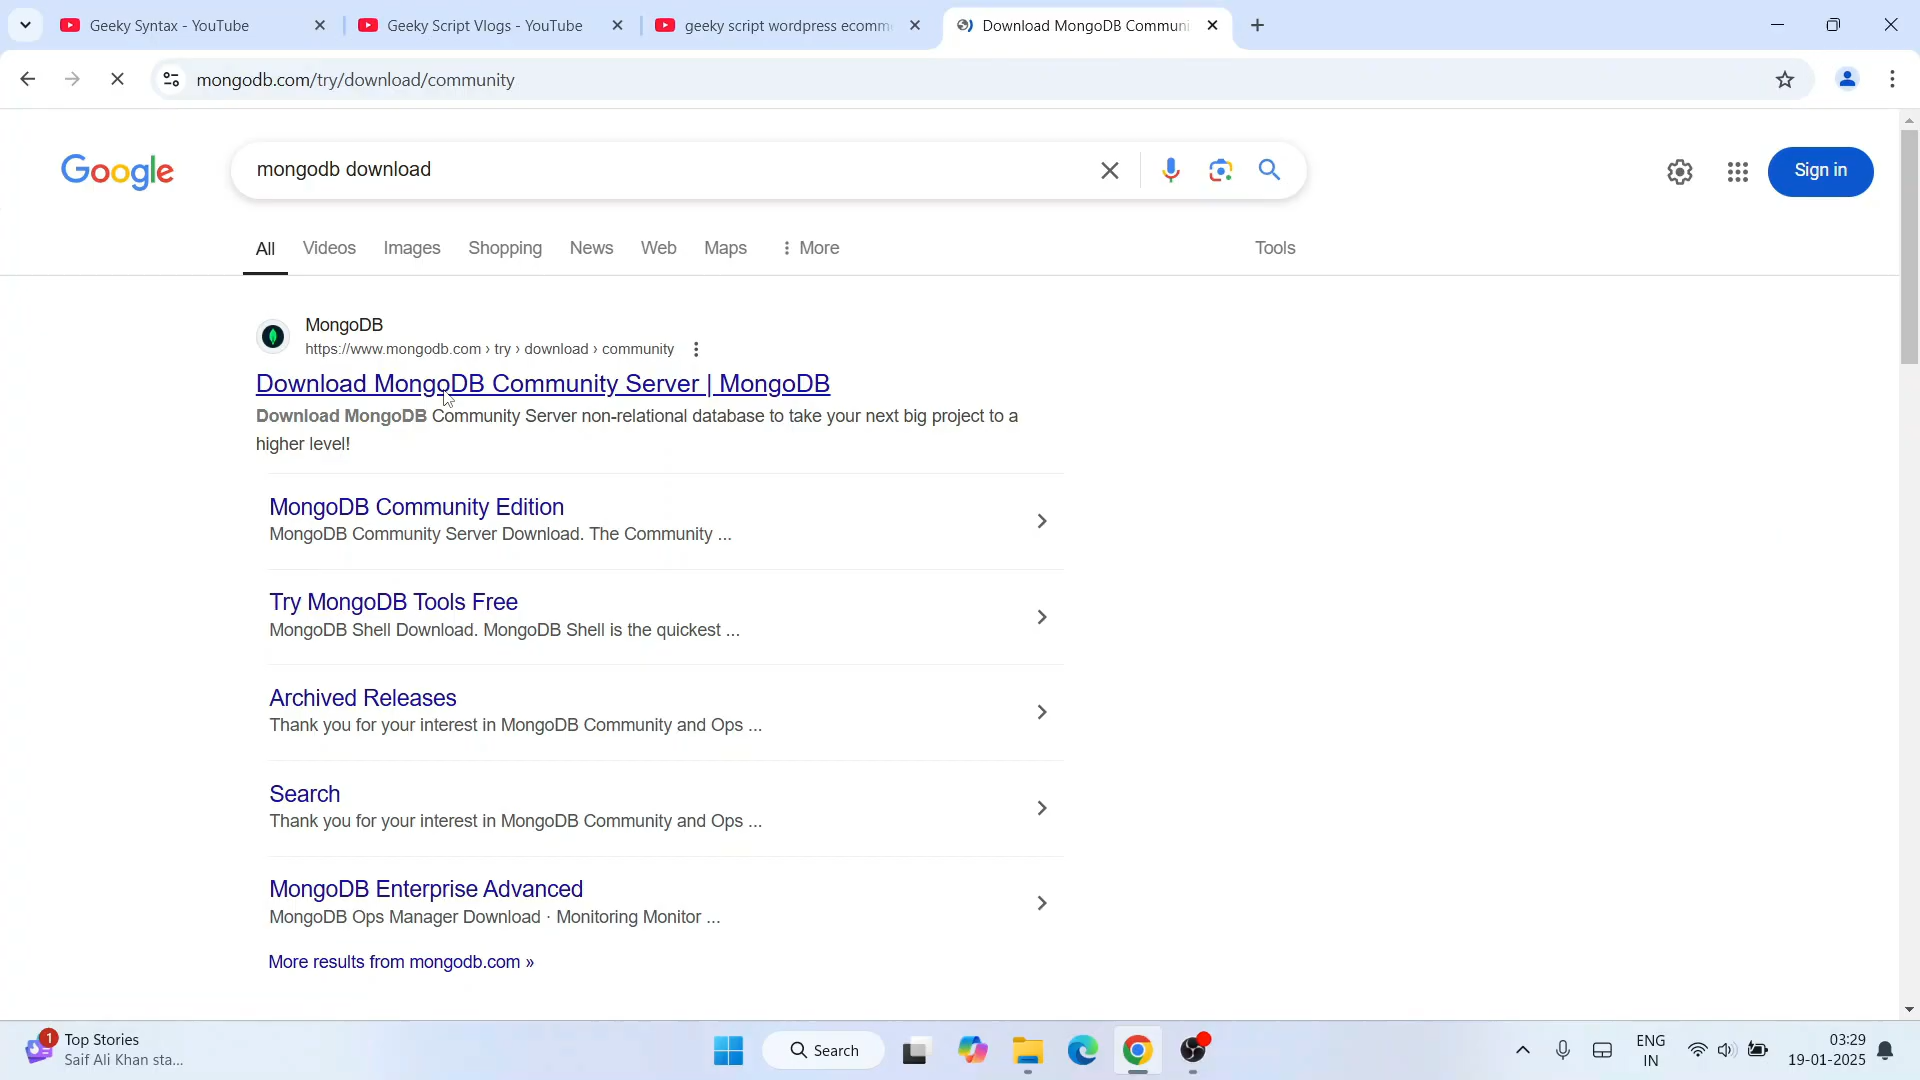 Geeky Syntax - YouTube
Geeky Script Vlogs - YouTube
geeky script wordpress ecomm
Download MongoDB Communi
mongodb.com/try/download/community
Google
mongodb download
Sign in
All
Videos
Images
Shopping
News
Web
Maps
More
Tools
MongoDB
https://www.mongodb.com › try › download › community
Download MongoDB Community Server | MongoDB
Download MongoDB Community Server non-relational database to take your next big project to a
higher level!
MongoDB Community Edition
MongoDB Community Server Download. The Community ...
Try MongoDB Tools Free
MongoDB Shell Download. MongoDB Shell is the quickest ...
Archived Releases
Thank you for your interest in MongoDB Community and Ops ...
Search
Thank you for your interest in MongoDB Community and Ops ...
MongoDB Enterprise Advanced
MongoDB Ops Manager Download · Monitoring Monitor ...
More results from mongodb.com »
1
Top Stories
Saif Ali Khan sta...
Search
ENG
IN
03:29
19-01-2025